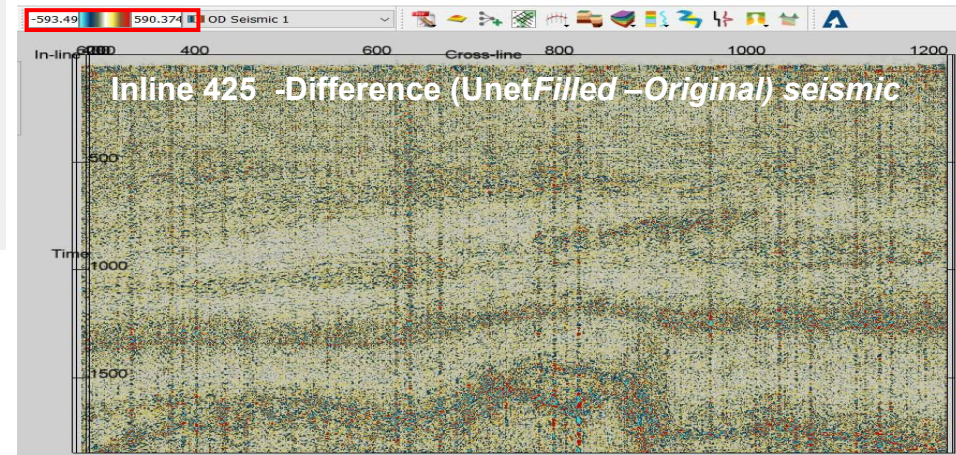 -593.49 590.374 OD Seismic 1
In-line 400 600 Cross-line 800 1000 1200
Inline 425 -Difference (UnetFilled –Original) seismic
500
Time
1000
1500